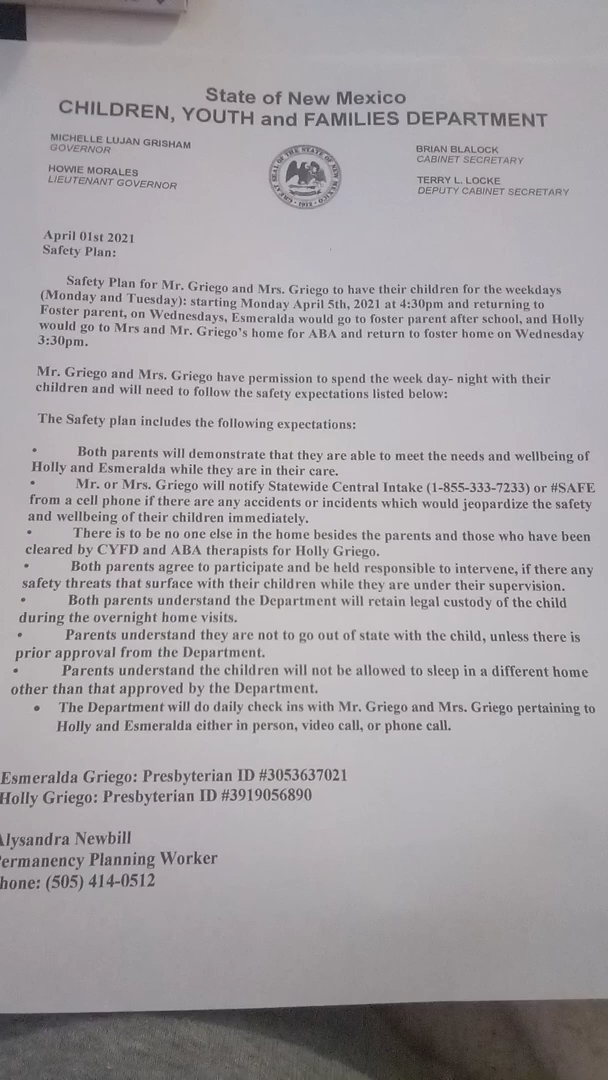 State of New Mexico
CHILDREN, YOUTH and FAMILIES DEPARTMENT
MICHELLE LUJAN GRISHAM
GOVERNOR
HOWIE MORALES
LIEUTENANT GOVERNOR
BRIAN BLALOCK
CABINET SECRETARY
TERRY L. LOCKE
DEPUTY CABINET SECRETARY
April 01st 2021
Safety Plan:
Safety Plan for Mr. Griego and Mrs. Griego to have their children for the weekdays
(Monday and Tuesday): starting Monday April 5th, 2021 at 4:30pm and returning to
Foster parent, on Wednesdays, Esmeralda would go to foster parent after school, and Holly
would go to Mrs and Mr. Griego's home for ABA and return to foster home on Wednesday
3:30pm.
Mr. Griego and Mrs. Griego have permission to spend the week day- night with their
children and will need to follow the safety expectations listed below:
The Safety plan includes the following expectations:
• Both parents will demonstrate that they are able to meet the needs and wellbeing of
Holly and Esmeralda while they are in their care.
• Mr. or Mrs. Griego will notify Statewide Central Intake (1-855-333-7233) or #SAFE
from a cell phone if there are any accidents or incidents which would jeopardize the safety
and wellbeing of their children immediately.
• There is to be no one else in the home besides the parents and those who have been
cleared by CYFD and ABA therapists for Holly Griego.
• Both parents agree to participate and be held responsible to intervene, if there any
safety threats that surface with their children while they are under their supervision.
• Both parents understand the Department will retain legal custody of the child
during the overnight home visits.
• Parents understand they are not to go out of state with the child, unless there is
prior approval from the Department.
• Parents understand the children will not be allowed to sleep in a different home
other than that approved by the Department.
• The Department will do daily check ins with Mr. Griego and Mrs. Griego pertaining to
Holly and Esmeralda either in person, video call, or phone call.
Esmeralda Griego: Presbyterian ID #3053637021
Holly Griego: Presbyterian ID #3919056890
Alysandra Newbill
Permanency Planning Worker
hone: (505) 414-0512